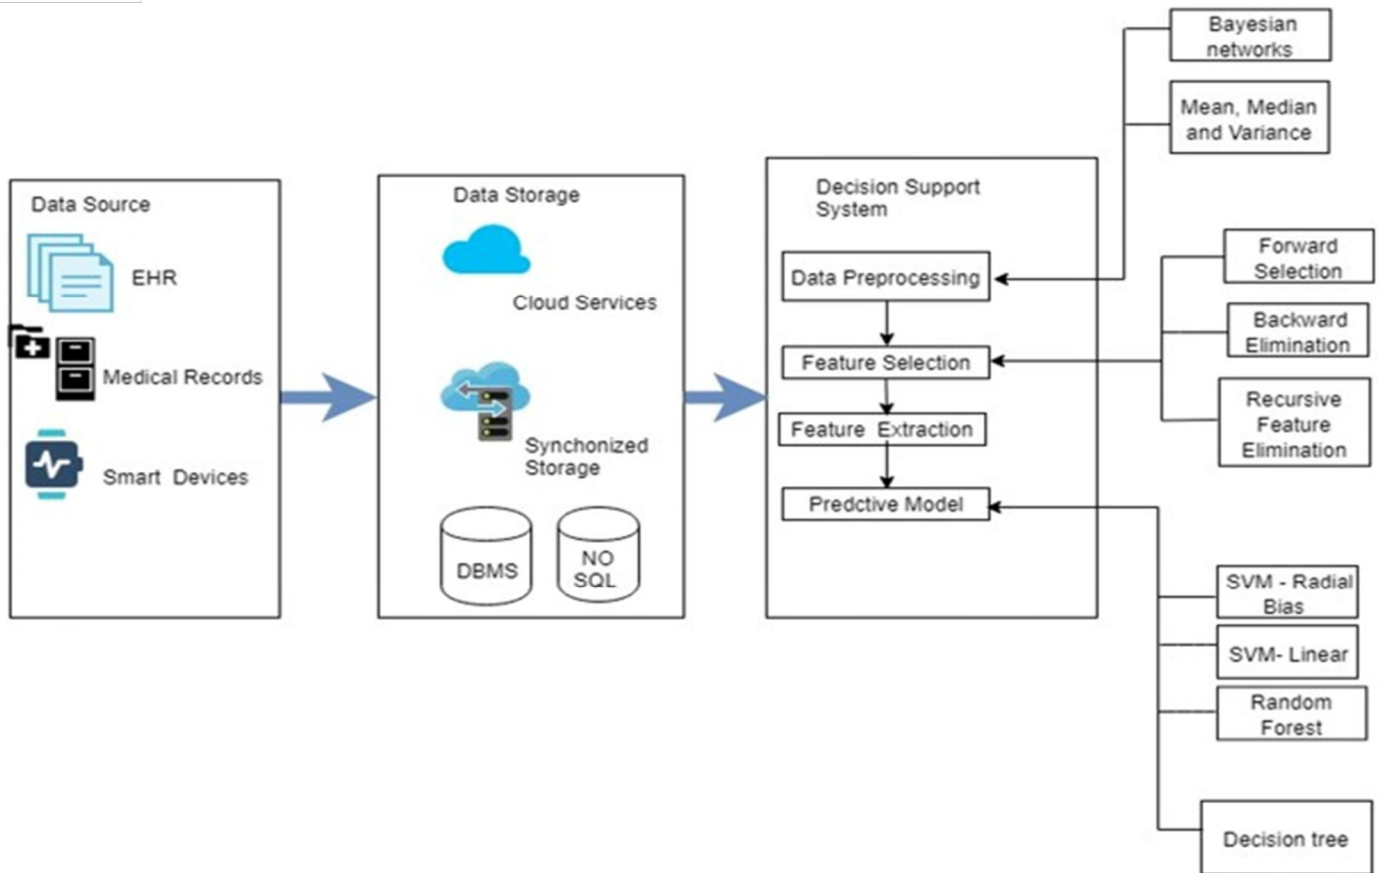 Data Source
EHR
Medical Records
Smart Devices
Data Storage
Cloud Services
Synchonized
Storage
DBMS
NO
SQL
Decision Support
System
Data Preprocessing
Feature Selection
Feature Extraction
Predctive Model
Bayesian
networks
Mean, Median
and Variance
Forward
Selection
Backward
Elimination
Recursive
Feature
Elimination
SVM - Radial
Bias
SVM- Linear
Random
Forest
Decision tree